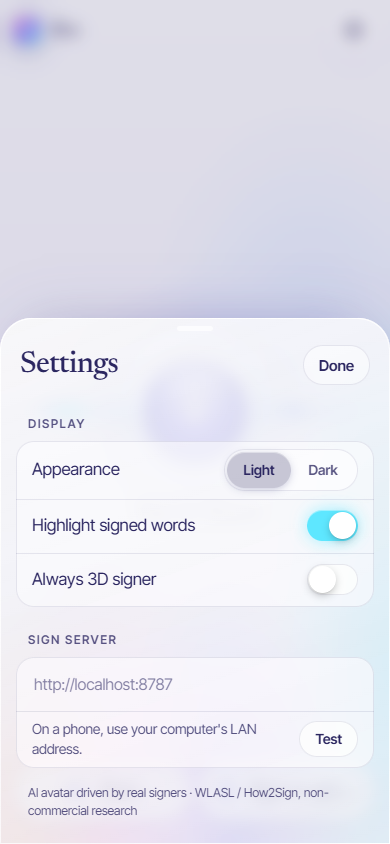 Settings
Done
DISPLAY
Appearance
Light
Dark
Highlight signed words
Always 3D signer
SIGN SERVER
http://localhost:8787
On a phone, use your computer's LAN
address.
Test
AI avatar driven by real signers · WLASL / How2Sign, non-
commercial research